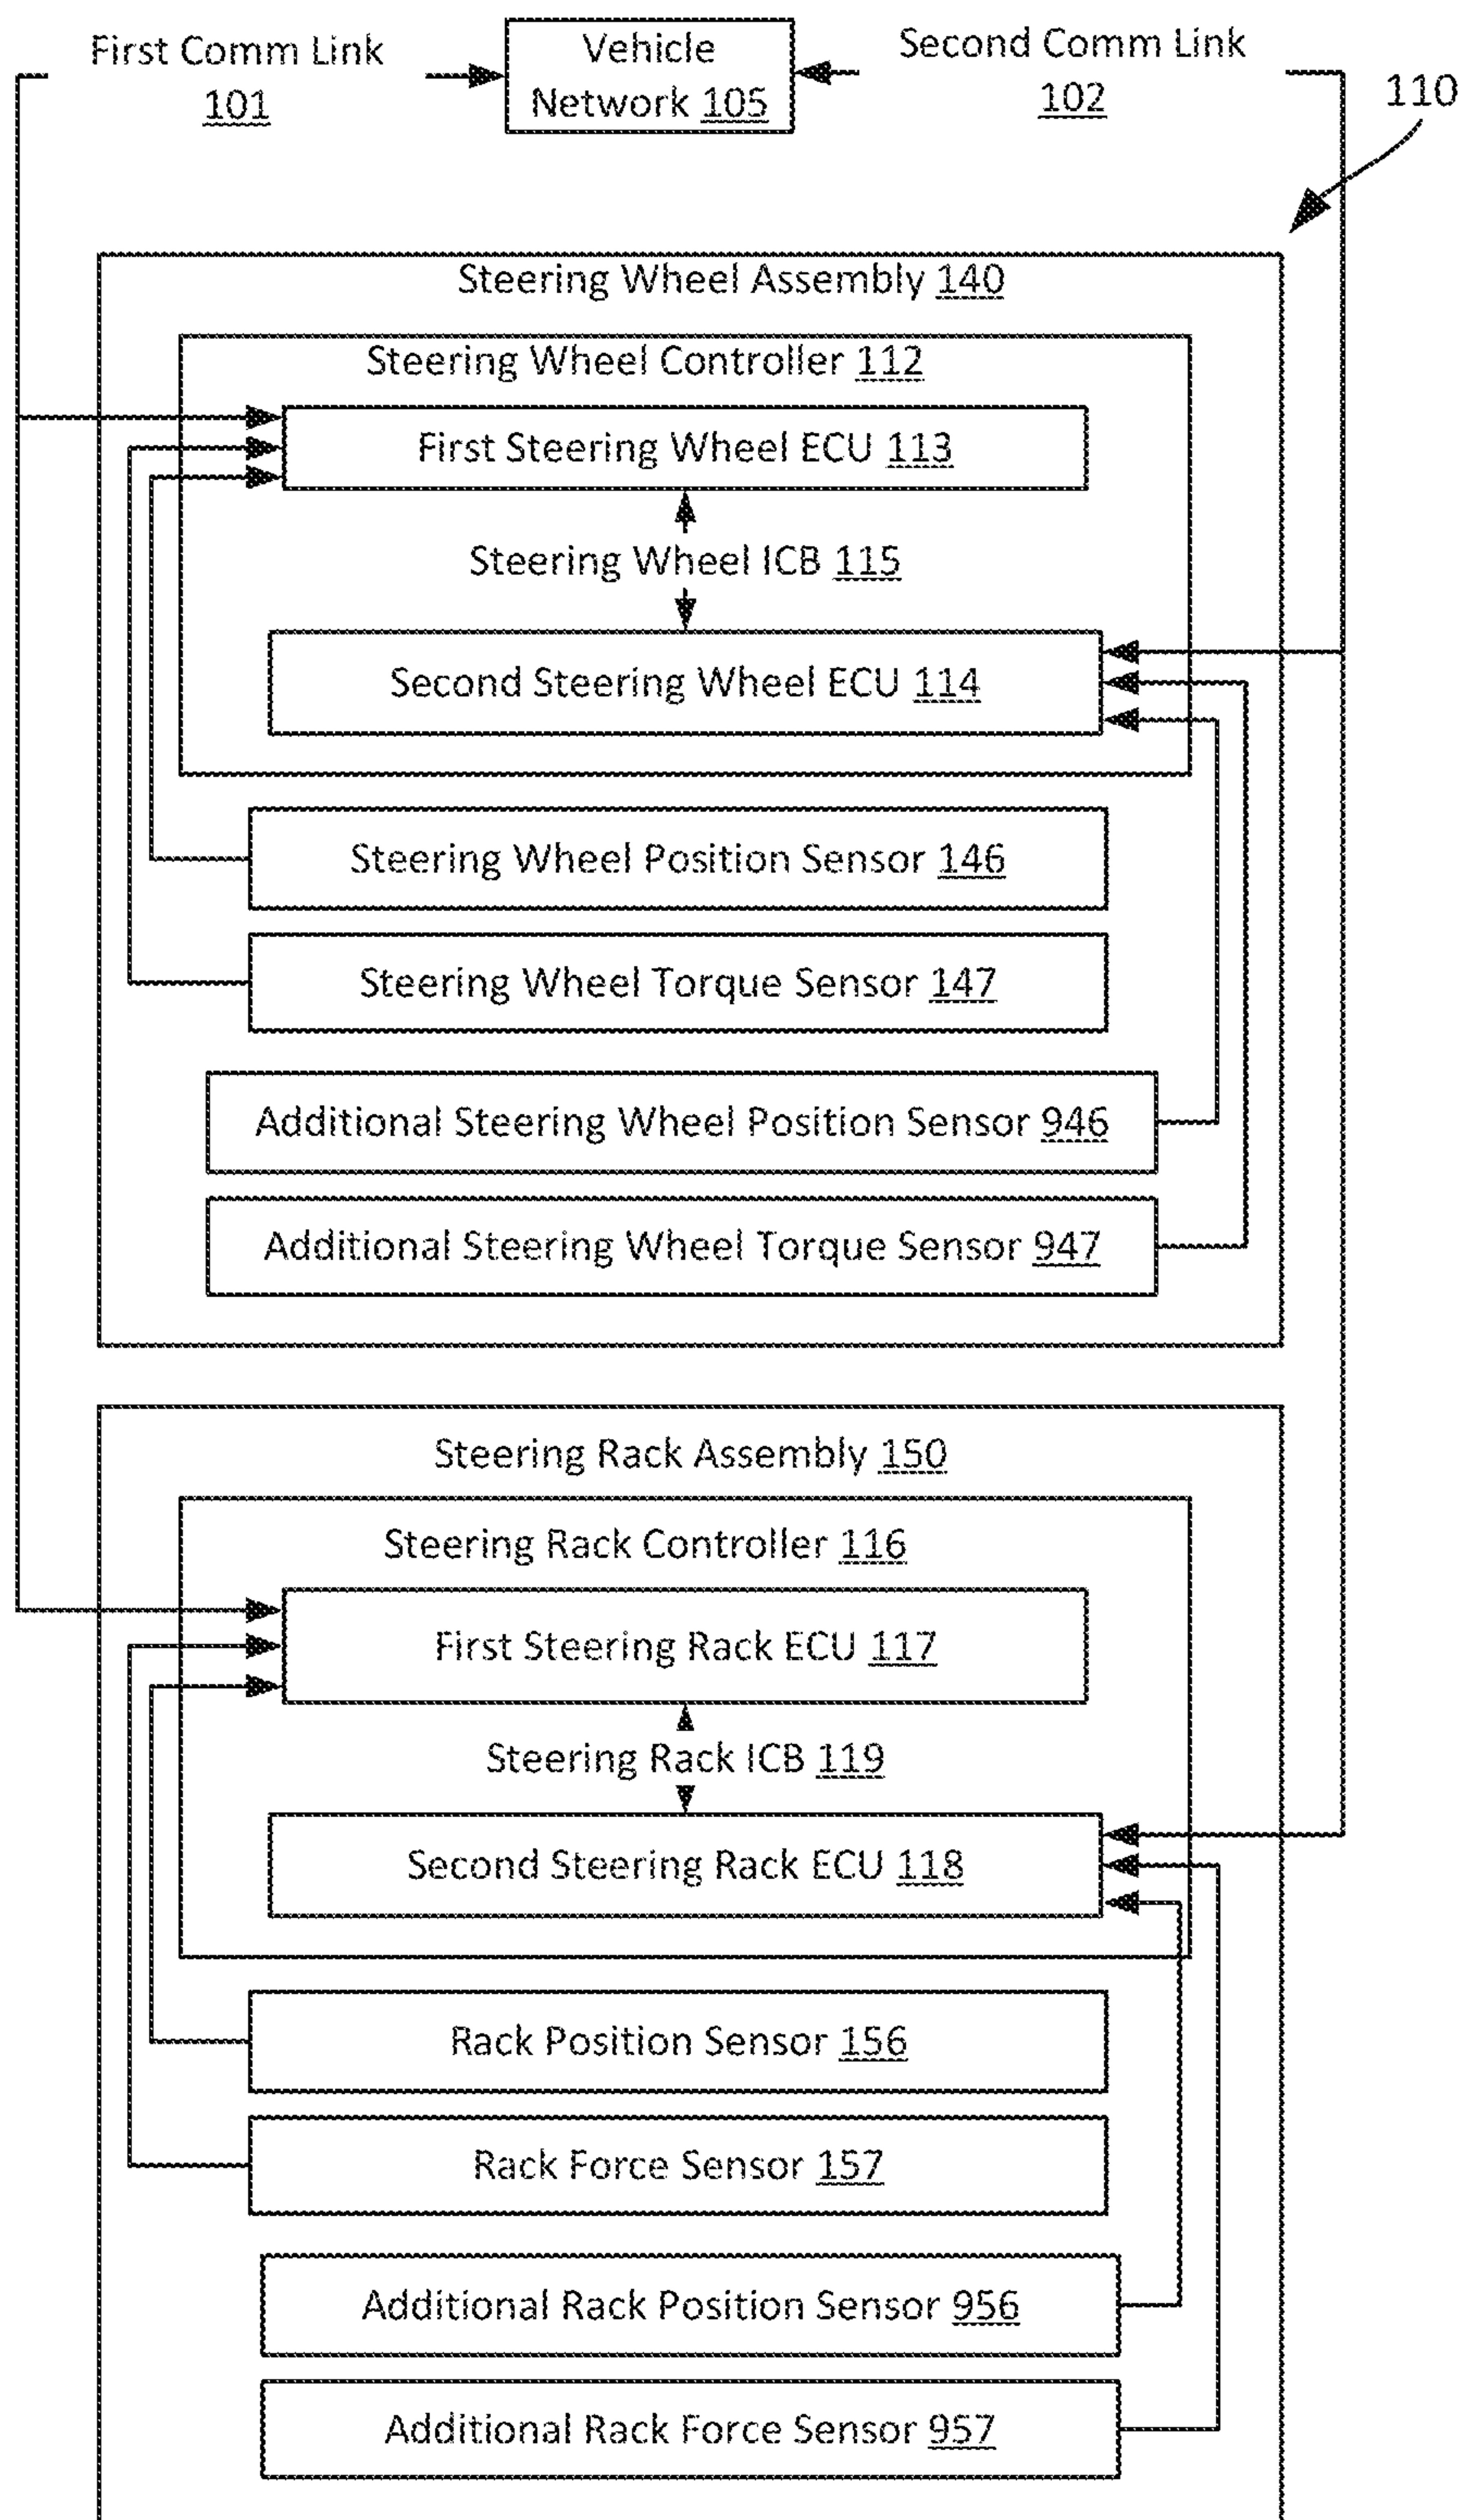 First Comm Link
101
Vehicle
Network 105
Second Comm Link
102
110
Steering Wheel Assembly 140
Steering Wheel Controller 112
First Steering Wheel ECU 113
Steering Wheel ICB 115
Second Steering Wheel ECU 114
Steering Wheel Position Sensor 146
Steering Wheel Torque Sensor 147
Additional Steering Wheel Position Sensor 946
Additional Steering Wheel Torque Sensor 947
Steering Rack Assembly 150
Steering Rack Controller 116
First Steering Rack ECU 117
Steering Rack ICB 119
Second Steering Rack ECU 118
Rack Position Sensor 156
Rack Force Sensor 157
Additional Rack Position Sensor 956
Additional Rack Force Sensor 957